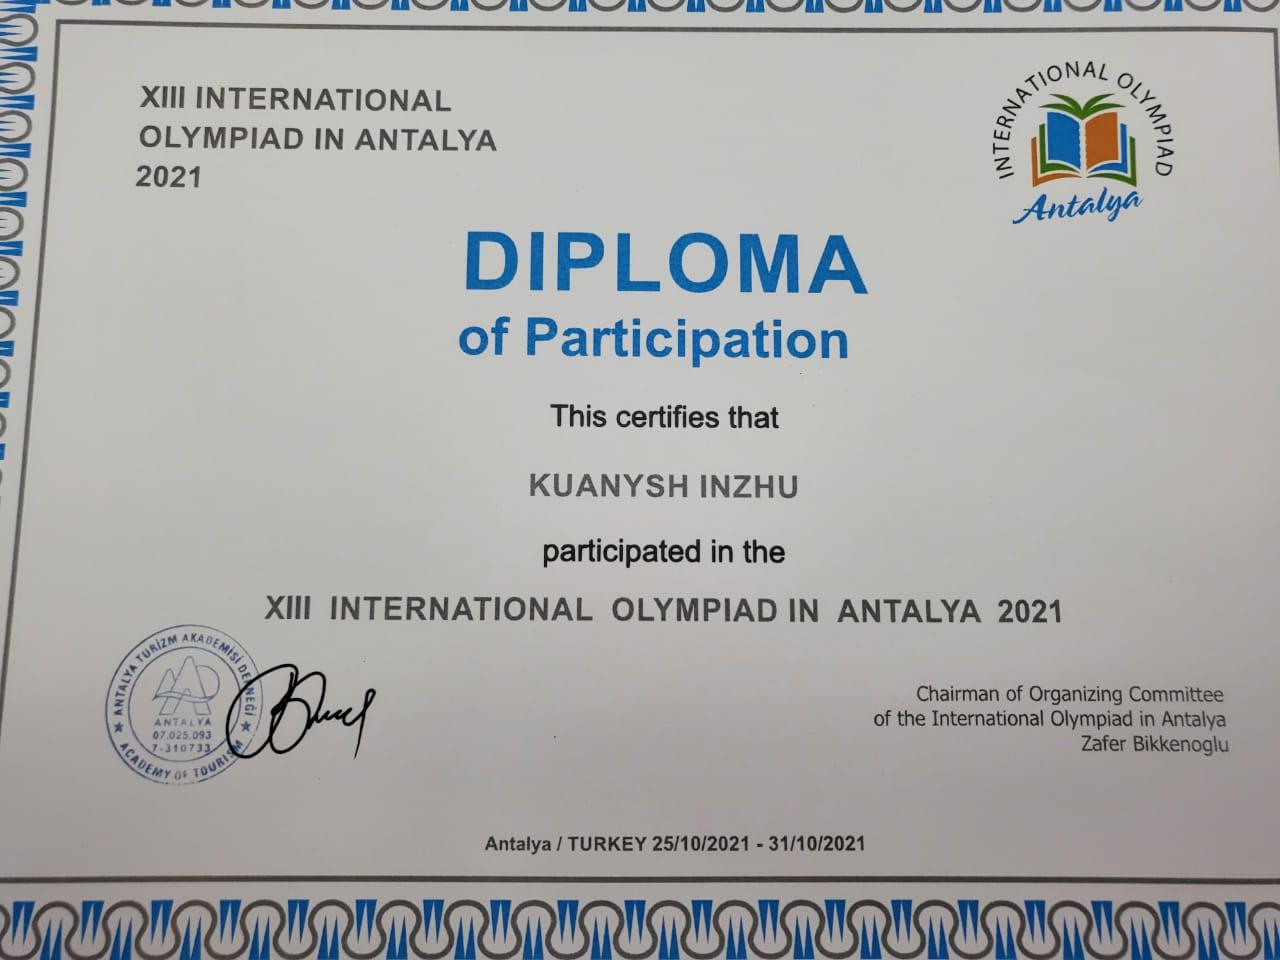 XIII INTERNATIONAL
OLYMPIAD IN ANTALYA
2021
INTERNATIONAL OLYMPIAD
Antalya
DIPLOMA
of Participation
This certifies that
KUANYSH INZHU
participated in the
XIII INTERNATIONAL OLYMPIAD IN ANTALYA 2021
ANTALYA TURİZM AKADEMİSİ DERNEĞİ
ANTALYA
07.025.093
7-310733
ACADEMY OF TOURISM
Chairman of Organizing Committee
of the International Olympiad in Antalya
Zafer Bikkenoglu
Antalya / TURKEY 25/10/2021 - 31/10/2021